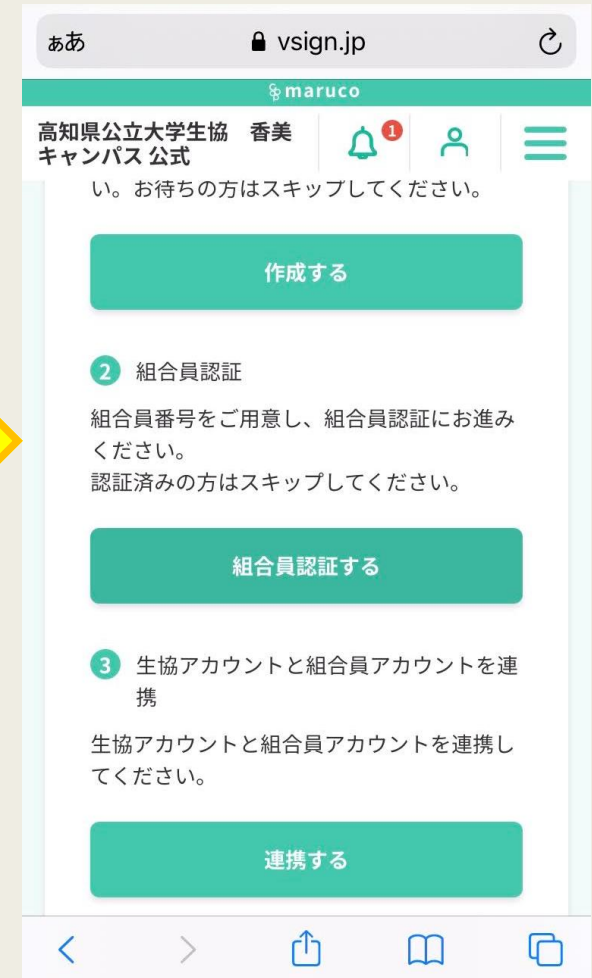 ぁあ vsign.jp
maruco
高知県公立大学生協 香美
キャンパス 公式
1
い。お待ちの方はスキップしてください。
作成する
2 組合員認証
組合員番号をご用意し、組合員認証にお進み
ください。
認証済みの方はスキップしてください。
組合員認証する
3 生協アカウントと組合員アカウントを連
携
生協アカウントと組合員アカウントを連携し
てください。
連携する